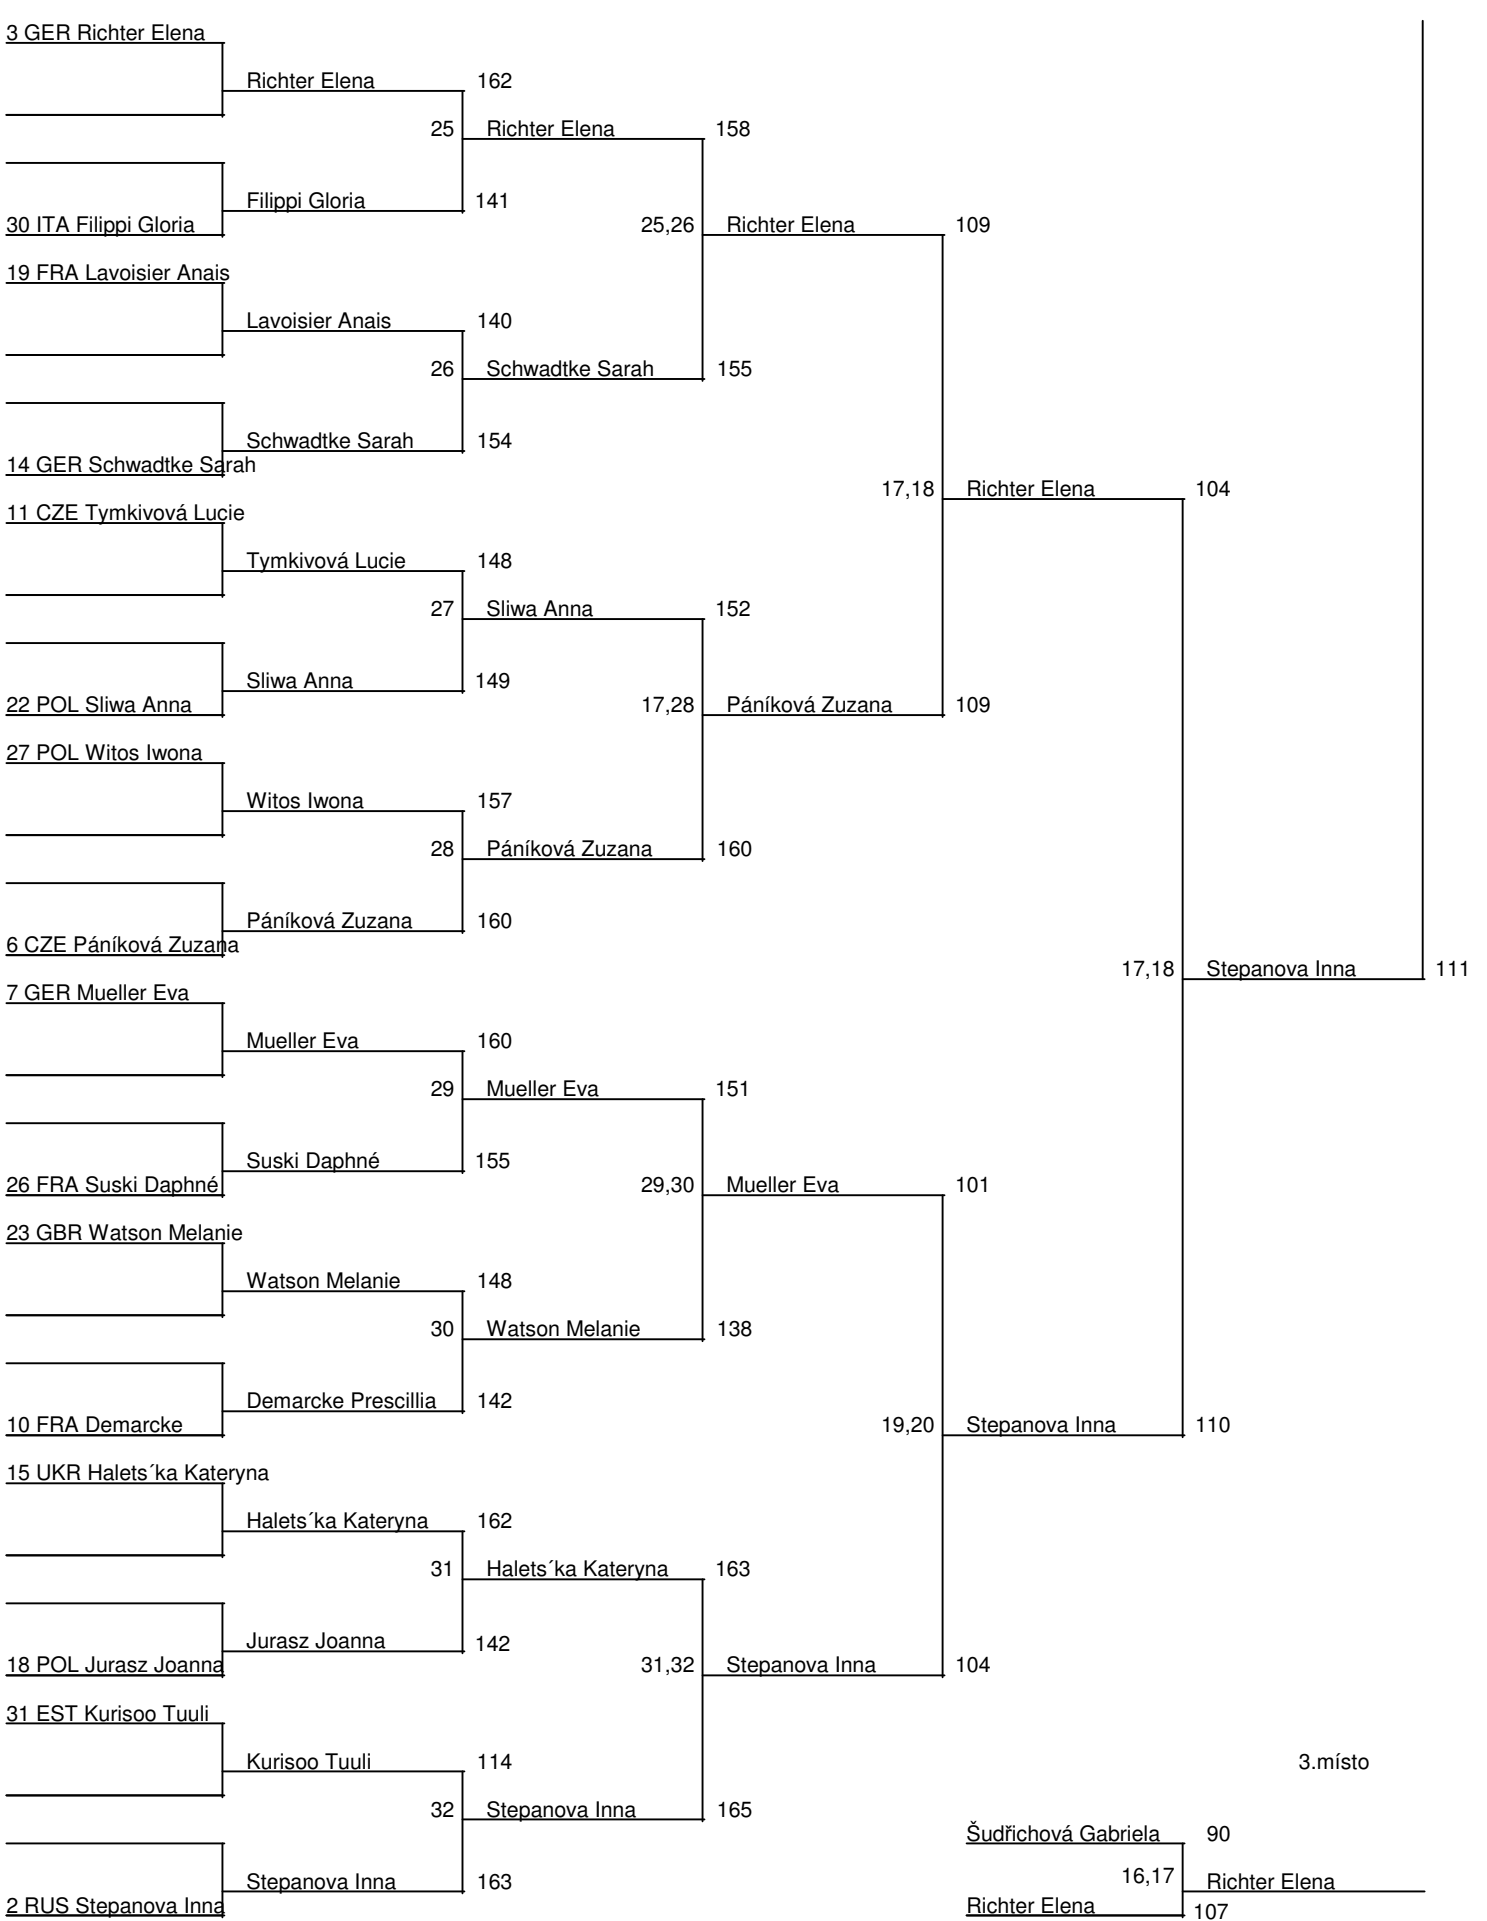 3 GER Richter Elena
Richter Elena 162
25 Richter Elena 158
Filippi Gloria 141
30 ITA Filippi Gloria 25,26 Richter Elena 109
19 FRA Lavoisier Anais
Lavoisier Anais 140
26 Schwadtke Sarah 155
Schwadtke Sarah 154
14 GER Schwadtke Sarah
17,18 Richter Elena 104
11 CZE Tymkivová Lucie
Tymkivová Lucie 148
27 Sliwa Anna 152
Sliwa Anna 149
22 POL Sliwa Anna 17,28 Páníková Zuzana 109
27 POL Witos Iwona
Witos Iwona 157
28 Páníková Zuzana 160
Páníková Zuzana 160
6 CZE Páníková Zuzana
17,18 Stepanova Inna 111
7 GER Mueller Eva
Mueller Eva 160
29 Mueller Eva 151
Suski Daphné 155
26 FRA Suski Daphné 29,30 Mueller Eva 101
23 GBR Watson Melanie
Watson Melanie 148
30 Watson Melanie 138
Demarcke Prescillia 142
10 FRA Demarcke 19,20 Stepanova Inna 110
15 UKR Halets´ka Kateryna
Halets´ka Kateryna 162
31 Halets´ka Kateryna 163
Jurasz Joanna 142
18 POL Jurasz Joanna 31,32 Stepanova Inna 104
31 EST Kurisoo Tuuli
Kurisoo Tuuli 114 3.místo
32 Stepanova Inna 165
Šudřichová Gabriela 90
Stepanova Inna 163 16,17 Richter Elena
2 RUS Stepanova Inna Richter Elena 107